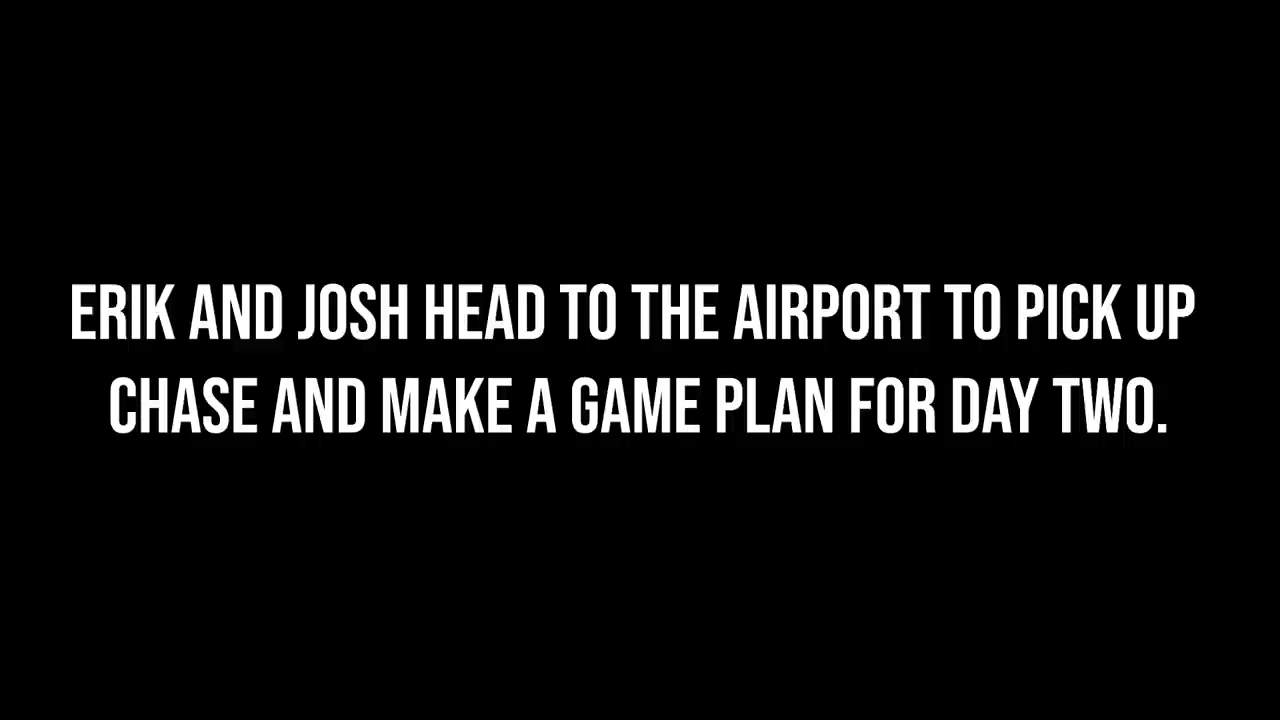 ERIK AND JOSH HEAD TO THE AIRPORT TO PICK UP
CHASE AND MAKE A GAME PLAN FOR DAY TWO.